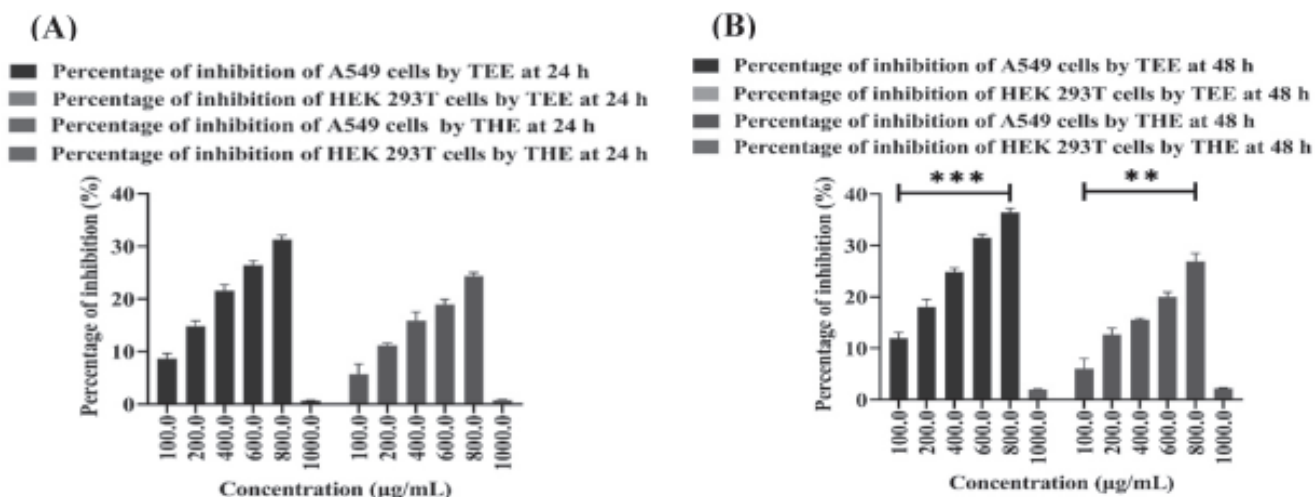 (A)
Percentage of inhibition of A549 cells by TEE at 24 h
Percentage of inhibition of HEK 293T cells by TEE at 24 h
Percentage of inhibition of A549 cells by THE at 24 h
Percentage of inhibition of HEK 293T cells by THE at 24 h
Percentage of inhibition (%)
40
30
20
10
0
100.0 200.0 400.0 600.0 800.0 1000.0 100.0 200.0 400.0 600.0 800.0 1000.0
Concentration (µg/mL)
(B)
Percentage of inhibition of A549 cells by TEE at 48 h
Percentage of inhibition of HEK 293T cells by TEE at 48 h
Percentage of inhibition of A549 cells by THE at 48 h
Percentage of inhibition of HEK 293T cells by THE at 48 h
*** **
Percentage of inhibition (%)
40
30
20
10
0
100.0 200.0 400.0 600.0 800.0 1000.0 100.0 200.0 400.0 600.0 800.0 1000.0
Concentration (µg/mL)